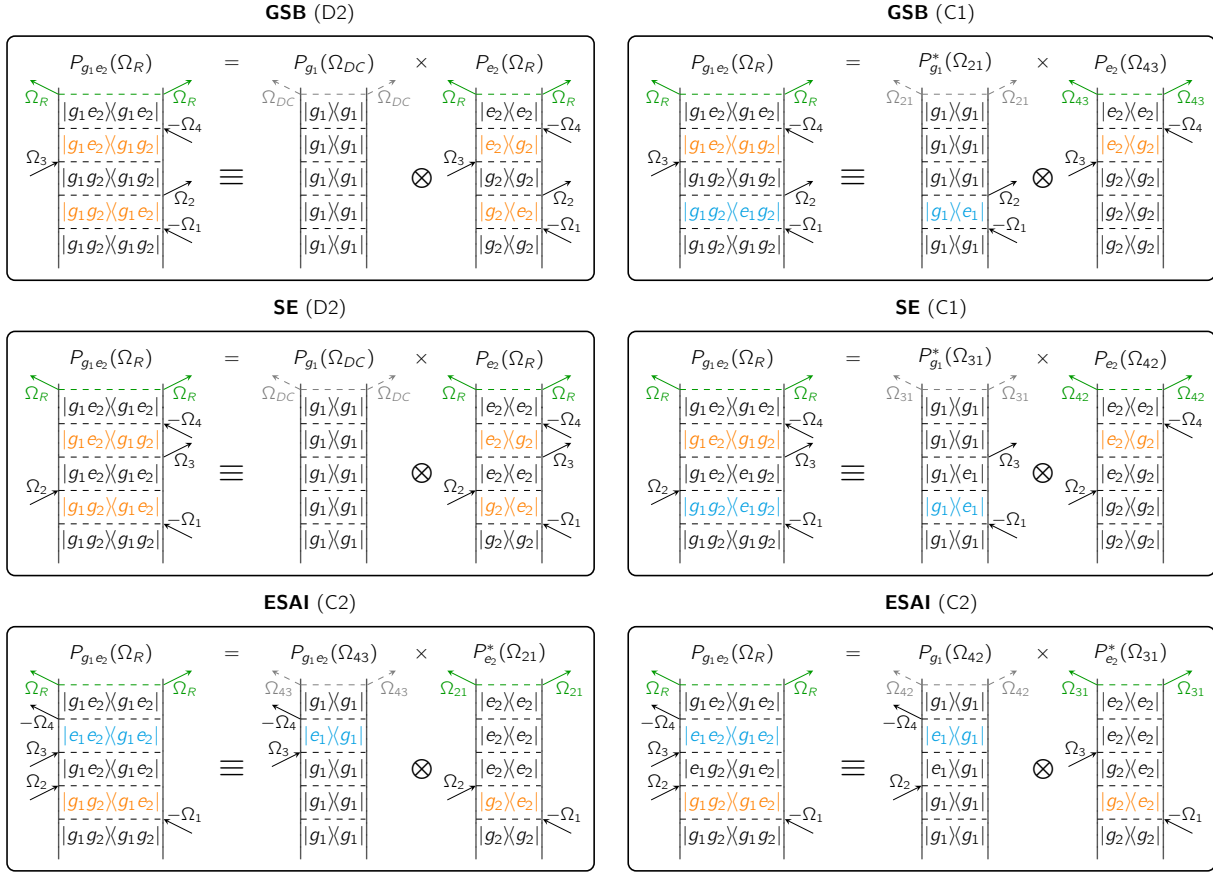 GSB (D2)
P_{g₁e₂}(Ω_R) = P_{g₁}(Ω_{DC}) × P_{e₂}(Ω_R)
Ω_R Ω_R Ω_{DC} Ω_{DC} Ω_R Ω_R
|g₁e₂⟩⟨g₁e₂| |g₁⟩⟨g₁| |e₂⟩⟨e₂|
−Ω₄ −Ω₄
|g₁e₂⟩⟨g₁g₂| |g₁⟩⟨g₁| |e₂⟩⟨g₂|
Ω₃ Ω₃
|g₁g₂⟩⟨g₁g₂| ≡ |g₁⟩⟨g₁| ⊗ |g₂⟩⟨g₂|
Ω₂ Ω₂
|g₁g₂⟩⟨g₁e₂| |g₁⟩⟨g₁| |g₂⟩⟨e₂|
−Ω₁ −Ω₁
|g₁g₂⟩⟨g₁g₂| |g₁⟩⟨g₁| |g₂⟩⟨g₂|
GSB (C1)
P_{g₁e₂}(Ω_R) = P*_{g₁}(Ω₂₁) × P_{e₂}(Ω₄₃)
Ω_R Ω_R Ω₂₁ Ω₂₁ Ω₄₃ Ω₄₃
|g₁e₂⟩⟨g₁e₂| |g₁⟩⟨g₁| |e₂⟩⟨e₂|
−Ω₄ −Ω₄
|g₁e₂⟩⟨g₁g₂| |g₁⟩⟨g₁| |e₂⟩⟨g₂|
Ω₃ Ω₃
|g₁g₂⟩⟨g₁g₂| ≡ |g₁⟩⟨g₁| ⊗ |g₂⟩⟨g₂|
Ω₂ Ω₂
|g₁g₂⟩⟨e₁g₂| |g₁⟩⟨e₁| |g₂⟩⟨g₂|
−Ω₁ −Ω₁
|g₁g₂⟩⟨g₁g₂| |g₁⟩⟨g₁| |g₂⟩⟨g₂|
SE (D2)
P_{g₁e₂}(Ω_R) = P_{g₁}(Ω_{DC}) × P_{e₂}(Ω_R)
Ω_R Ω_R Ω_{DC} Ω_{DC} Ω_R Ω_R
|g₁e₂⟩⟨g₁e₂| |g₁⟩⟨g₁| |e₂⟩⟨e₂|
−Ω₄ −Ω₄
|g₁e₂⟩⟨g₁g₂| |g₁⟩⟨g₁| |e₂⟩⟨g₂|
Ω₃ Ω₃
|g₁e₂⟩⟨g₁e₂| ≡ |g₁⟩⟨g₁| ⊗ |e₂⟩⟨e₂|
Ω₂ Ω₂
|g₁g₂⟩⟨g₁e₂| |g₁⟩⟨g₁| |g₂⟩⟨e₂|
−Ω₁ −Ω₁
|g₁g₂⟩⟨g₁g₂| |g₁⟩⟨g₁| |g₂⟩⟨g₂|
SE (C1)
P_{g₁e₂}(Ω_R) = P*_{g₁}(Ω₃₁) × P_{e₂}(Ω₄₂)
Ω_R Ω_R Ω₃₁ Ω₃₁ Ω₄₂ Ω₄₂
|g₁e₂⟩⟨g₁e₂| |g₁⟩⟨g₁| |e₂⟩⟨e₂|
−Ω₄ −Ω₄
|g₁e₂⟩⟨g₁g₂| |g₁⟩⟨g₁| |e₂⟩⟨g₂|
Ω₃ Ω₃
|g₁e₂⟩⟨e₁g₂| ≡ |g₁⟩⟨e₁| ⊗ |e₂⟩⟨g₂|
Ω₂ Ω₂
|g₁g₂⟩⟨e₁g₂| |g₁⟩⟨e₁| |g₂⟩⟨g₂|
−Ω₁ −Ω₁
|g₁g₂⟩⟨g₁g₂| |g₁⟩⟨g₁| |g₂⟩⟨g₂|
ESAI (C2)
P_{g₁e₂}(Ω_R) = P_{g₁e₂}(Ω₄₃) × P*_{e₂}(Ω₂₁)
Ω_R Ω_R Ω₄₃ Ω₄₃ Ω₂₁ Ω₂₁
|g₁e₂⟩⟨g₁e₂| |g₁⟩⟨g₁| |e₂⟩⟨e₂|
−Ω₄ −Ω₄
|e₁e₂⟩⟨g₁e₂| |e₁⟩⟨g₁| |e₂⟩⟨e₂|
Ω₃ Ω₃
|g₁e₂⟩⟨g₁e₂| ≡ |g₁⟩⟨g₁| ⊗ |e₂⟩⟨e₂|
Ω₂ Ω₂
|g₁g₂⟩⟨g₁e₂| |g₁⟩⟨g₁| |g₂⟩⟨e₂|
−Ω₁ −Ω₁
|g₁g₂⟩⟨g₁g₂| |g₁⟩⟨g₁| |g₂⟩⟨g₂|
ESAI (C2)
P_{g₁e₂}(Ω_R) = P_{g₁}(Ω₄₂) × P*_{e₂}(Ω₃₁)
Ω_R Ω_R Ω₄₂ Ω₄₂ Ω₃₁ Ω₃₁
|g₁e₂⟩⟨g₁e₂| |g₁⟩⟨g₁| |e₂⟩⟨e₂|
−Ω₄ −Ω₄
|e₁e₂⟩⟨g₁e₂| |e₁⟩⟨g₁| |e₂⟩⟨e₂|
Ω₃ Ω₃
|e₁g₂⟩⟨g₁e₂| ≡ |e₁⟩⟨g₁| ⊗ |g₂⟩⟨e₂|
Ω₂ Ω₂
|g₁g₂⟩⟨g₁e₂| |g₁⟩⟨g₁| |g₂⟩⟨e₂|
−Ω₁ −Ω₁
|g₁g₂⟩⟨g₁g₂| |g₁⟩⟨g₁| |g₂⟩⟨g₂|